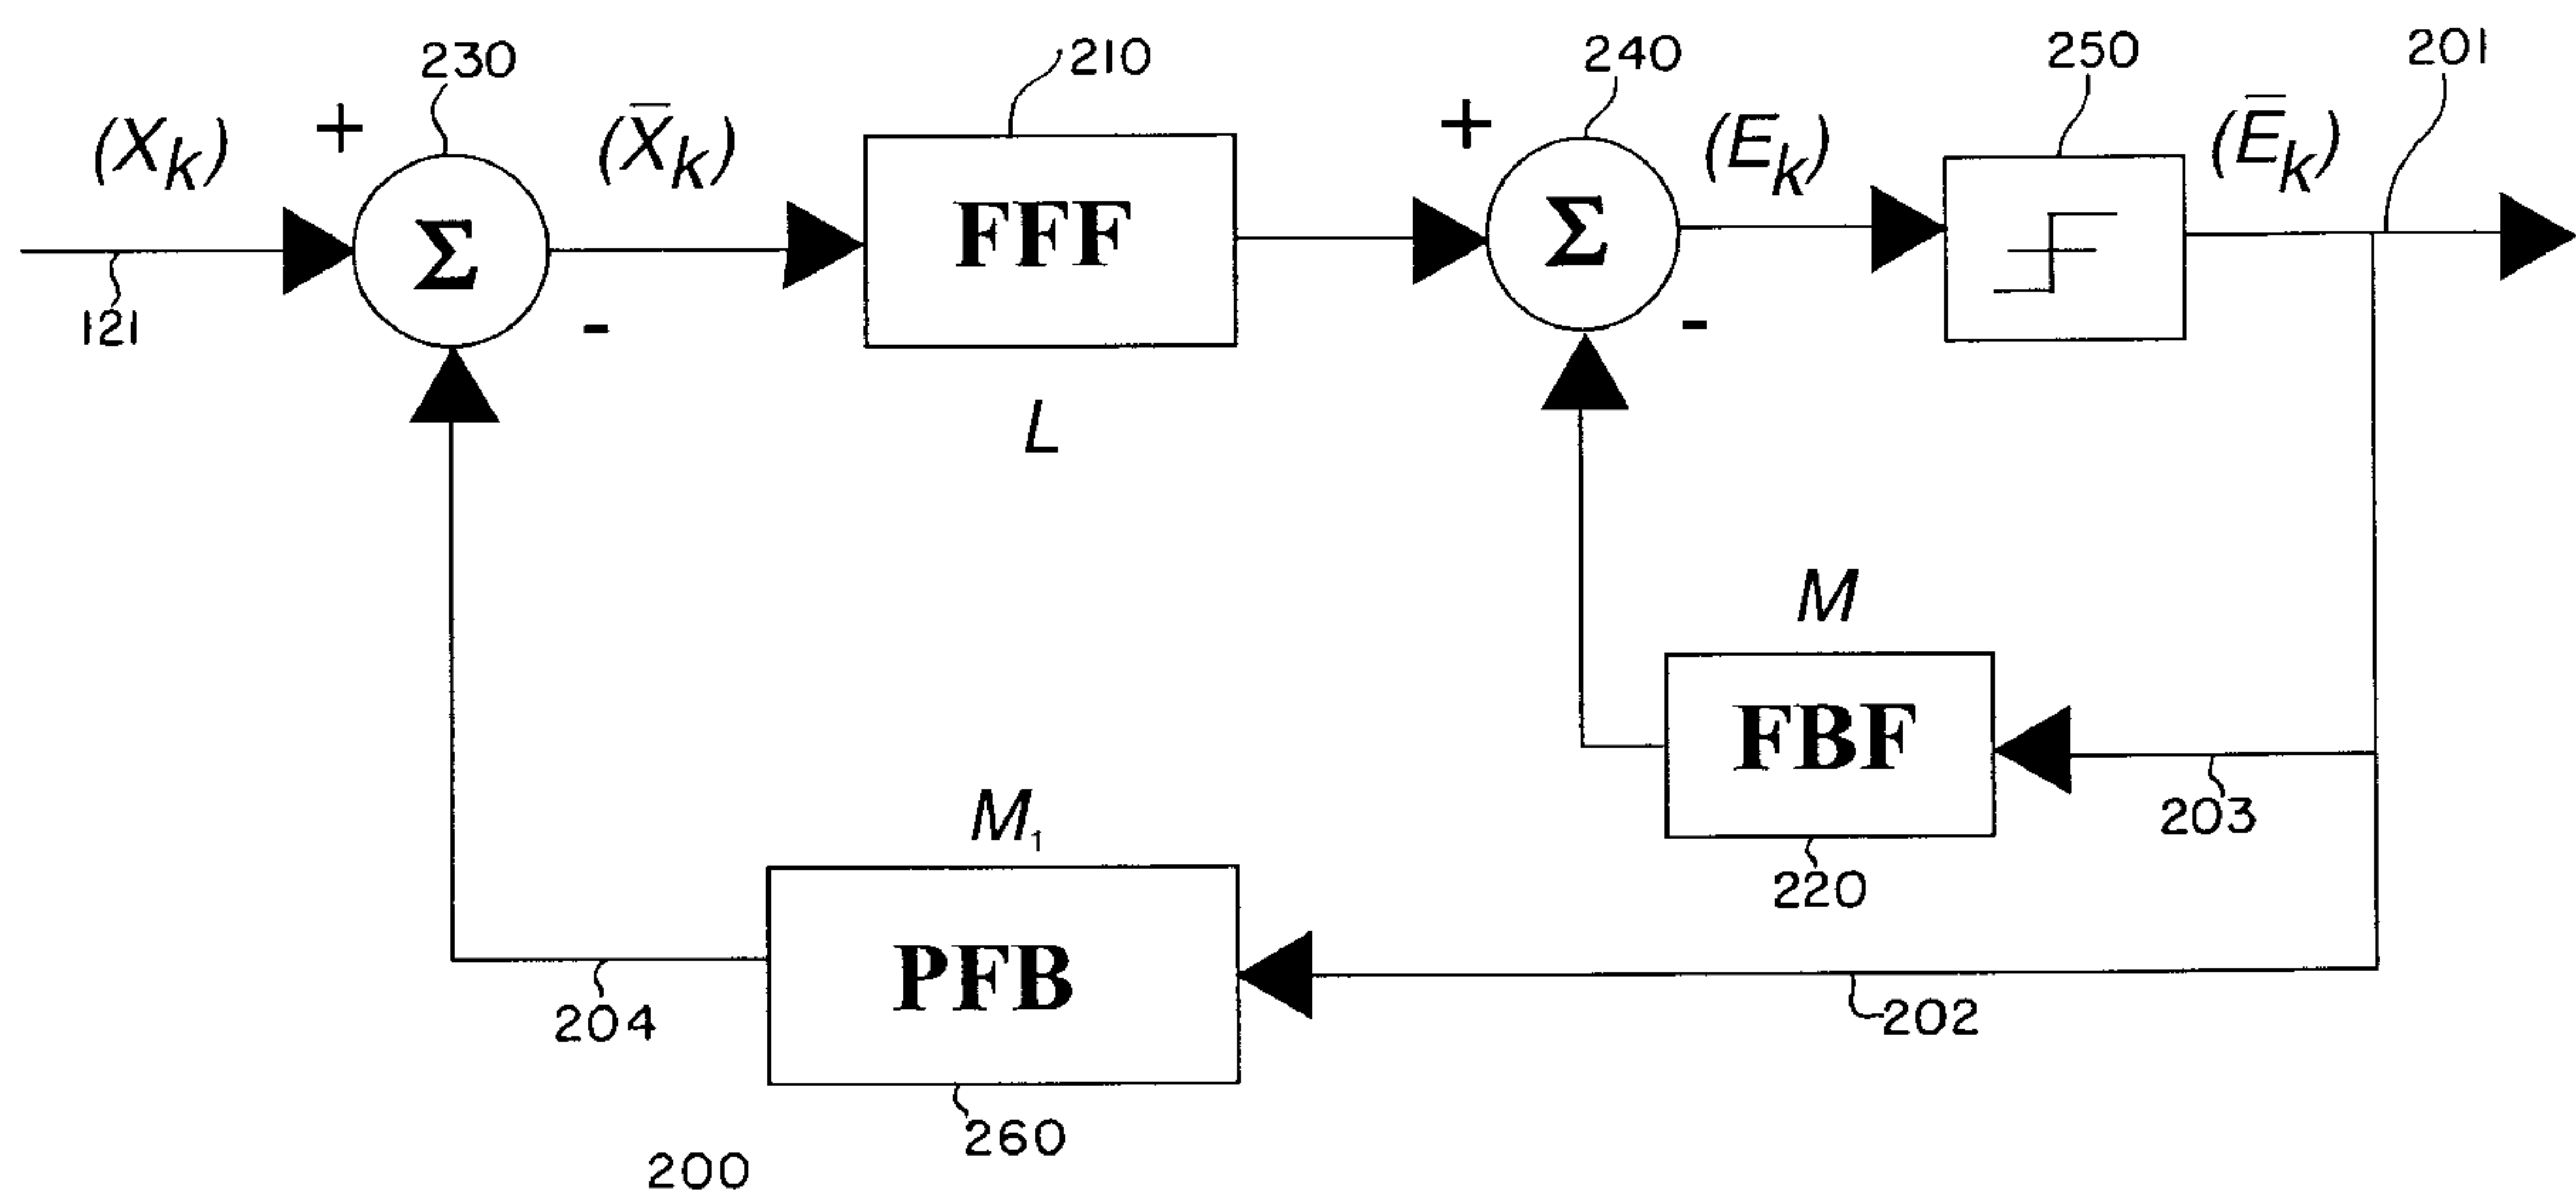 230
210
240
250
201
(X̄k)
+
(Xk)
+
(Ek)
(Ēk)
Σ
FFF
Σ
121
-
-
L
M
FBF
203
220
M₁
PFB
204
202
260
200